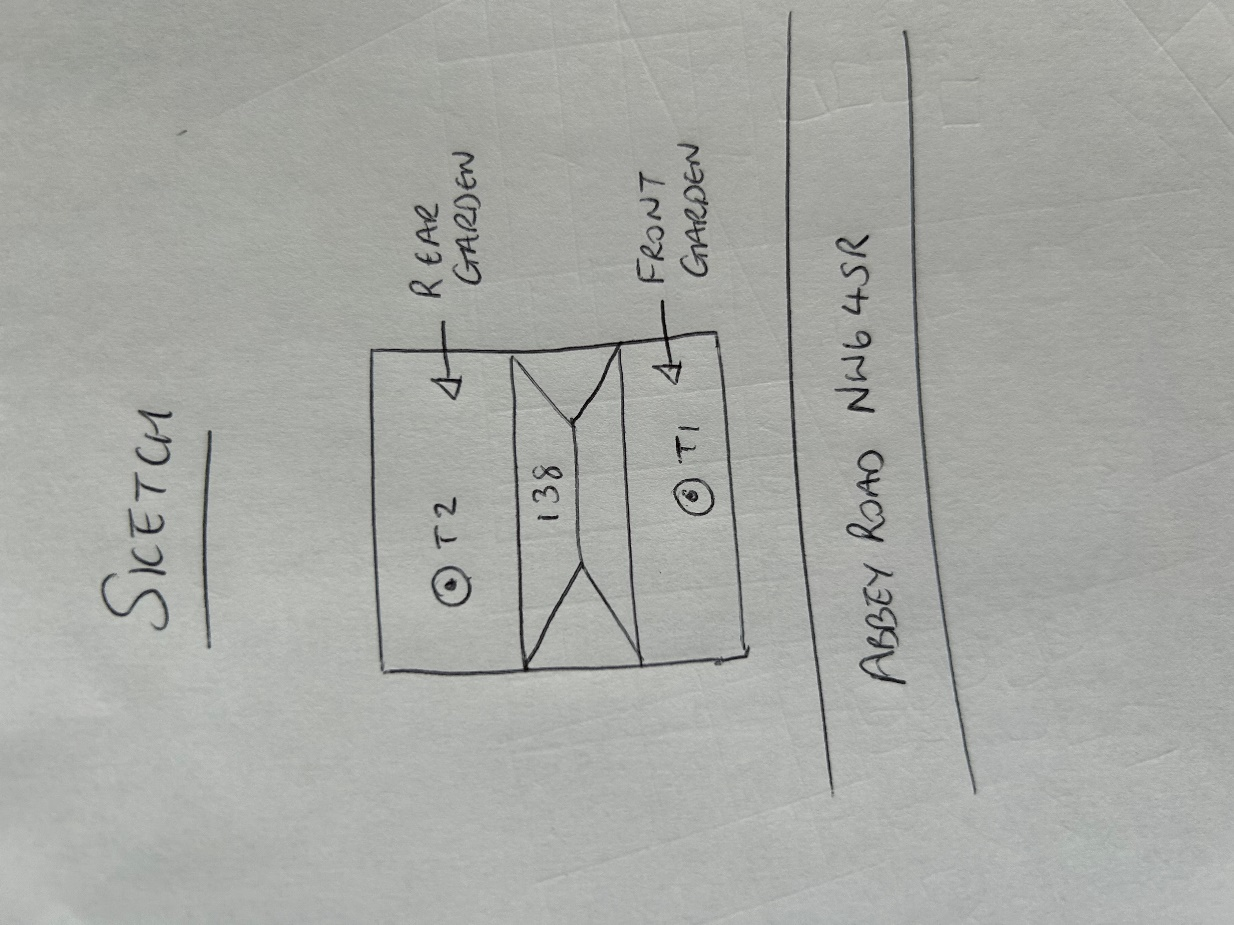 SKETCH
REAR
GARDEN
T2
138
FRONT
GARDEN
T1
ABBEY ROAD NW6 4SR